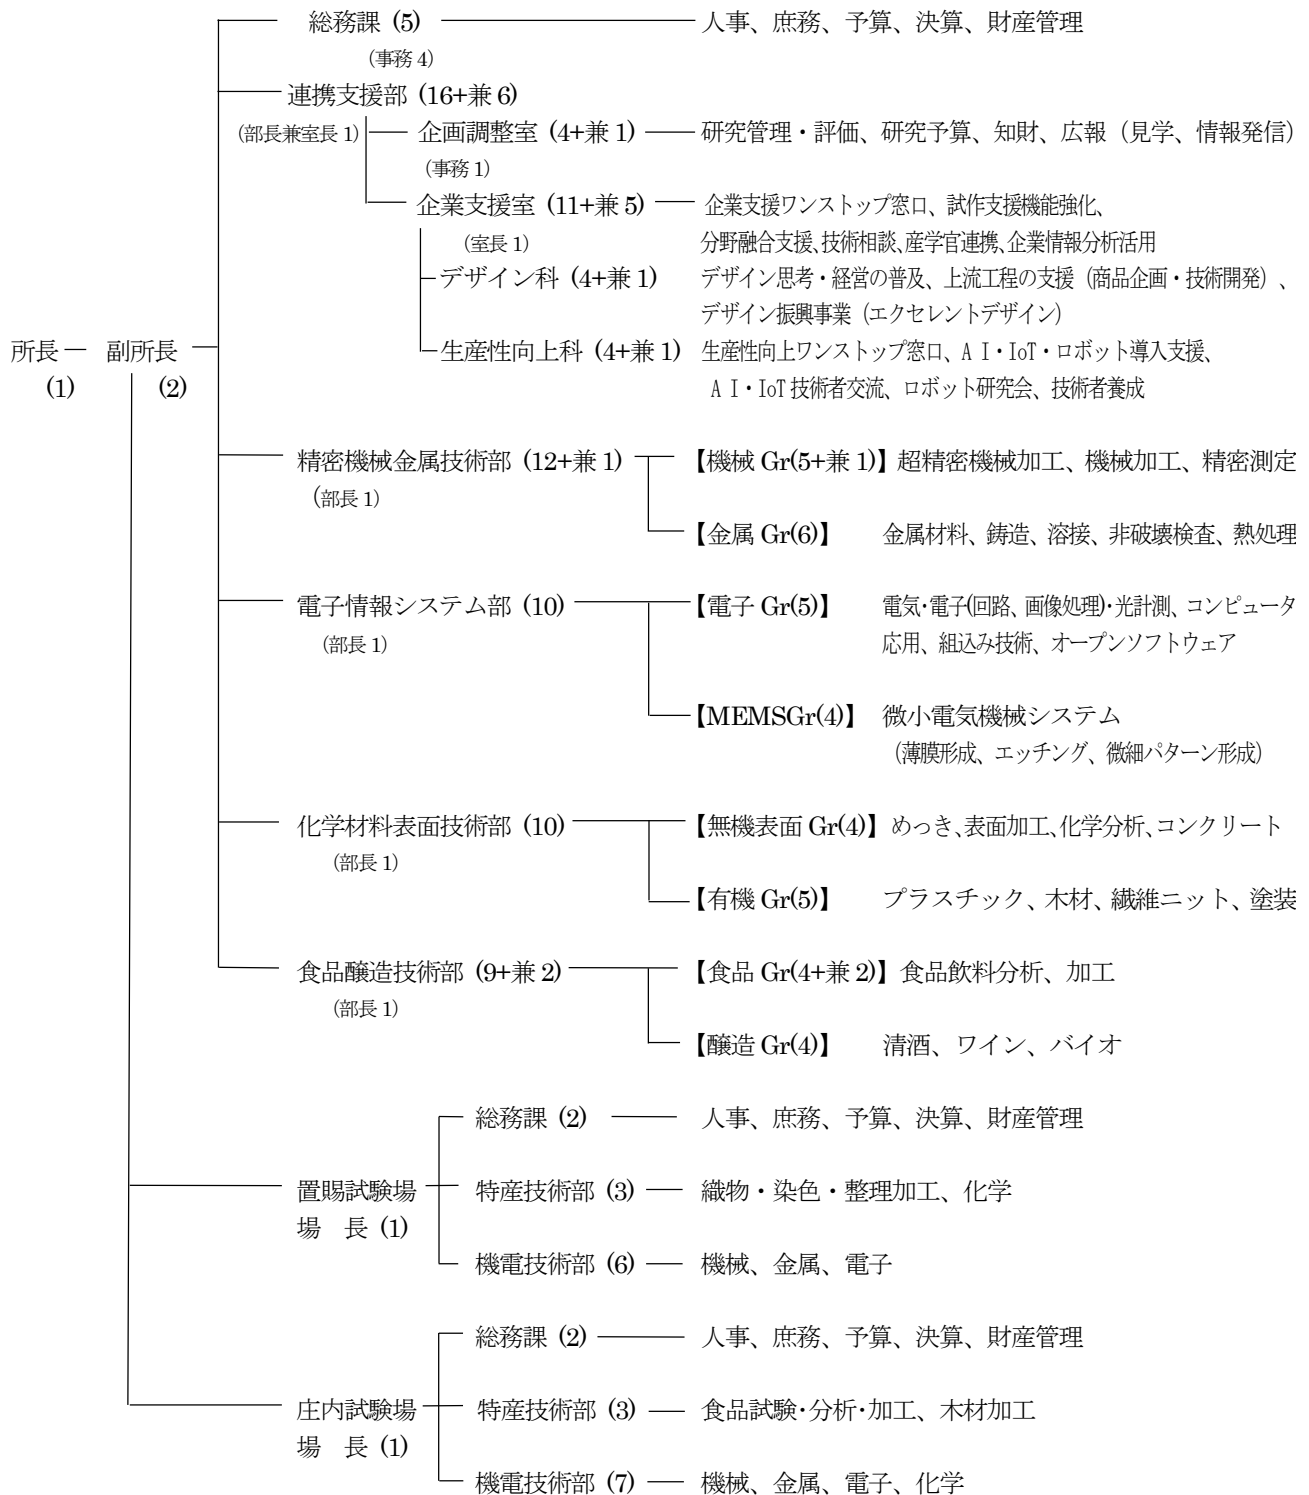 総務課 (5) 人事、庶務、予算、決算、財産管理
(事務 4)
連携支援部 (16+兼 6)
(部長兼室長 1) 企画調整室 (4+兼 1) 研究管理・評価、研究予算、知財、広報（見学、情報発信）
(事務 1)
企業支援室 (11+兼 5) 企業支援ワンストップ窓口、試作支援機能強化、
(室長 1) 分野融合支援、技術相談、産学官連携、企業情報分析活用
デザイン科 (4+兼 1) デザイン思考・経営の普及、上流工程の支援（商品企画・技術開発）、
デザイン振興事業（エクセレントデザイン）
所長 副所長 生産性向上科 (4+兼 1) 生産性向上ワンストップ窓口、ＡＩ・IoT・ロボット導入支援、
(1) (2) ＡＩ・IoT 技術者交流、ロボット研究会、技術者養成
精密機械金属技術部 (12+兼 1) 【機械 Gr(5+兼 1)】超精密機械加工、機械加工、精密測定
(部長 1)
【金属 Gr(6)】 金属材料、鋳造、溶接、非破壊検査、熱処理
電子情報システム部 (10) 【電子 Gr(5)】 電気・電子(回路、画像処理)・光計測、コンピュータ
(部長 1) 応用、組込み技術、オープンソフトウェア
【MEMSGr(4)】 微小電気機械システム
（薄膜形成、エッチング、微細パターン形成）
化学材料表面技術部 (10) 【無機表面 Gr(4)】めっき、表面加工、化学分析、コンクリート
(部長 1)
【有機 Gr(5)】 プラスチック、木材、繊維ニット、塗装
食品醸造技術部 (9+兼 2) 【食品 Gr(4+兼 2)】食品飲料分析、加工
(部長 1)
【醸造 Gr(4)】 清酒、ワイン、バイオ
総務課 (2) 人事、庶務、予算、決算、財産管理
置賜試験場 特産技術部 (3) 織物・染色・整理加工、化学
場 長 (1)
機電技術部 (6) 機械、金属、電子
総務課 (2) 人事、庶務、予算、決算、財産管理
庄内試験場 特産技術部 (3) 食品試験・分析・加工、木材加工
場 長 (1)
機電技術部 (7) 機械、金属、電子、化学